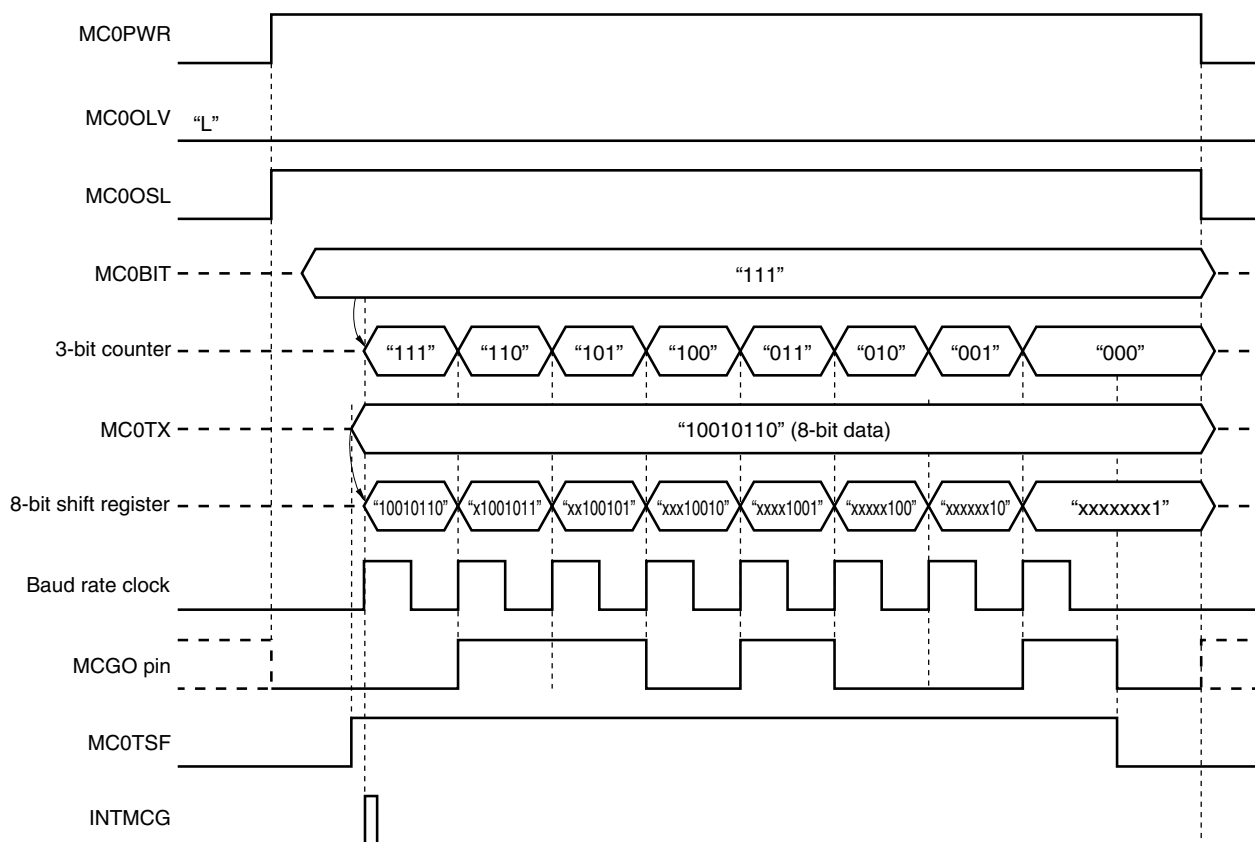 MC0PWR
MC0OLV “L”
MC0OSL
MC0BIT “111”
3-bit counter “111” “110” “101” “100” “011” “010” “001” “000”
MC0TX “10010110” (8-bit data)
8-bit shift register “10010110” “x1001011” “xx100101” “xxx10010” “xxxx1001” “xxxxx100” “xxxxxx10” “xxxxxxx1”
Baud rate clock
MCGO pin
MC0TSF
INTMCG